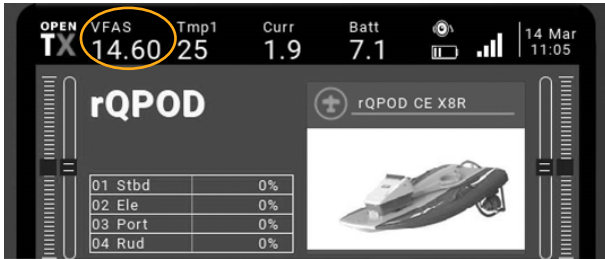 OPEN TX
VFAS Tmp1 Curr Batt
14.60 25 1.9 7.1
14 Mar
11:05
rQPOD
rQPOD CE X8R
01 Stbd 0%
02 Ele 0%
03 Port 0%
04 Rud 0%